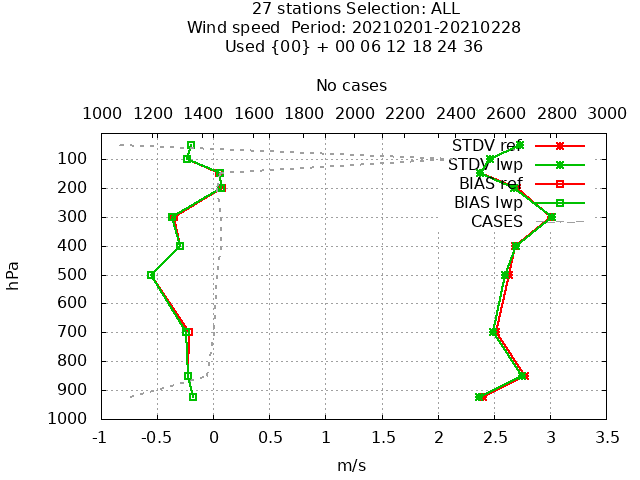 27 stations Selection: ALL
Wind speed  Period: 20210201-20210228
Used {00} + 00 06 12 18 24 36
No cases
1000 1200 1400 1600 1800 2000 2200 2400 2600 2800 3000
STDV ref
STDV lwp
BIAS ref
BIAS lwp
CASES
100
200
300
400
500
600
700
800
900
1000
hPa
-1 -0.5 0 0.5 1 1.5 2 2.5 3 3.5
m/s